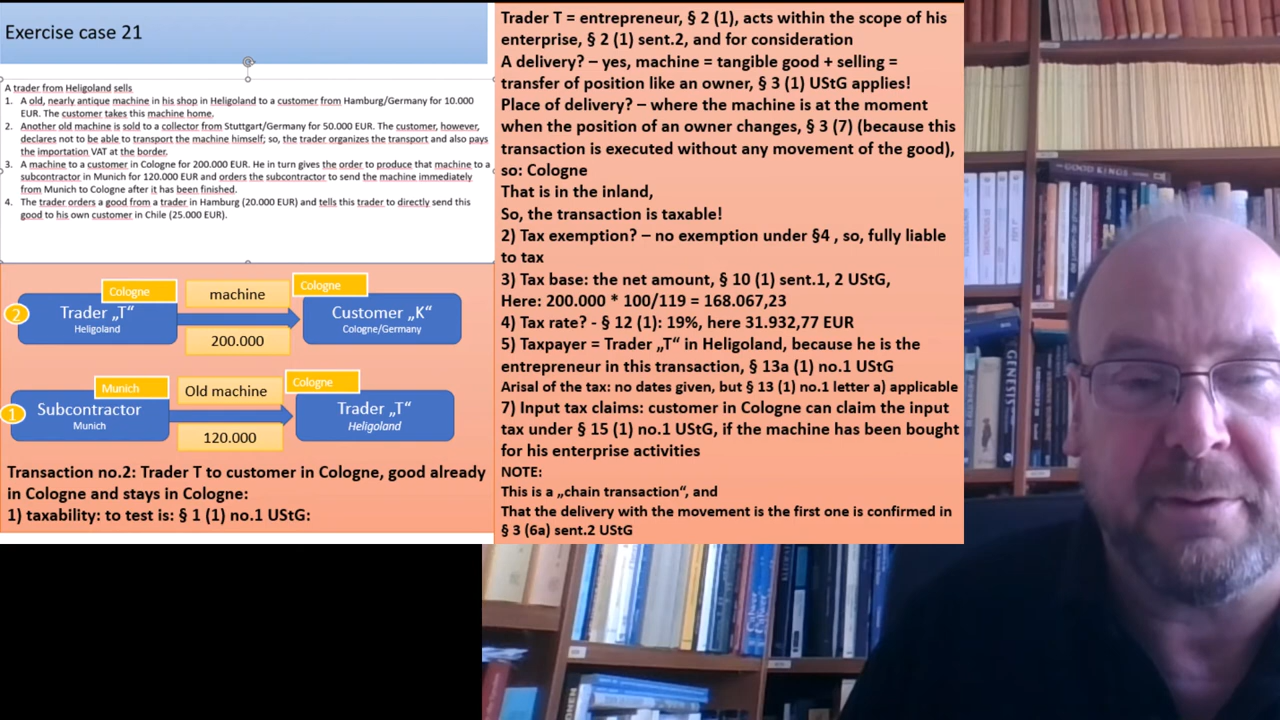 Exercise case 21
A trader from Heligoland sells
1. A old, nearly antique machine in his shop in Heligoland to a customer from Hamburg/Germany for 10.000
EUR. The customer takes this machine home.
2. Another old machine is sold to a collector from Stuttgart/Germany for 50.000 EUR. The customer, however,
declares not to be able to transport the machine himself; so, the trader organizes the transport and also pays
the importation VAT at the border.
3. A machine to a customer in Cologne for 200.000 EUR. He in turn gives the order to produce that machine to a
subcontractor in Munich for 120.000 EUR and orders the subcontractor to send the machine immediately
from Munich to Cologne after it has been finished.
4. The trader orders a good from a trader in Hamburg (20.000 EUR) and tells this trader to directly send this
good to his own customer in Chile (25.000 EUR).
2
Cologne
Trader „T“
Heligoland
machine
200.000
Cologne
Customer „K“
Cologne/Germany
1
Munich
Subcontractor
Munich
Old machine
120.000
Cologne
Trader „T“
Heligoland
Transaction no.2: Trader T to customer in Cologne, good already
in Cologne and stays in Cologne:
1) taxability: to test is: § 1 (1) no.1 UStG:
Trader T = entrepreneur, § 2 (1), acts within the scope of his
enterprise, § 2 (1) sent.2, and for consideration
A delivery? – yes, machine = tangible good + selling =
transfer of position like an owner, § 3 (1) UStG applies!
Place of delivery? – where the machine is at the moment
when the position of an owner changes, § 3 (7) (because this
transaction is executed without any movement of the good),
so: Cologne
That is in the inland,
So, the transaction is taxable!
2) Tax exemption? – no exemption under §4 , so, fully liable
to tax
3) Tax base: the net amount, § 10 (1) sent.1, 2 UStG,
Here: 200.000 * 100/119 = 168.067,23
4) Tax rate? - § 12 (1): 19%, here 31.932,77 EUR
5) Taxpayer = Trader „T“ in Heligoland, because he is the
entrepreneur in this transaction, § 13a (1) no.1 UStG
Arisal of the tax: no dates given, but § 13 (1) no.1 letter a) applicable
7) Input tax claims: customer in Cologne can claim the input
tax under § 15 (1) no.1 UStG, if the machine has been bought
for his enterprise activities
NOTE:
This is a „chain transaction“, and
That the delivery with the movement is the first one is confirmed in
§ 3 (6a) sent.2 UStG
GOOD KINGS
GENESIS